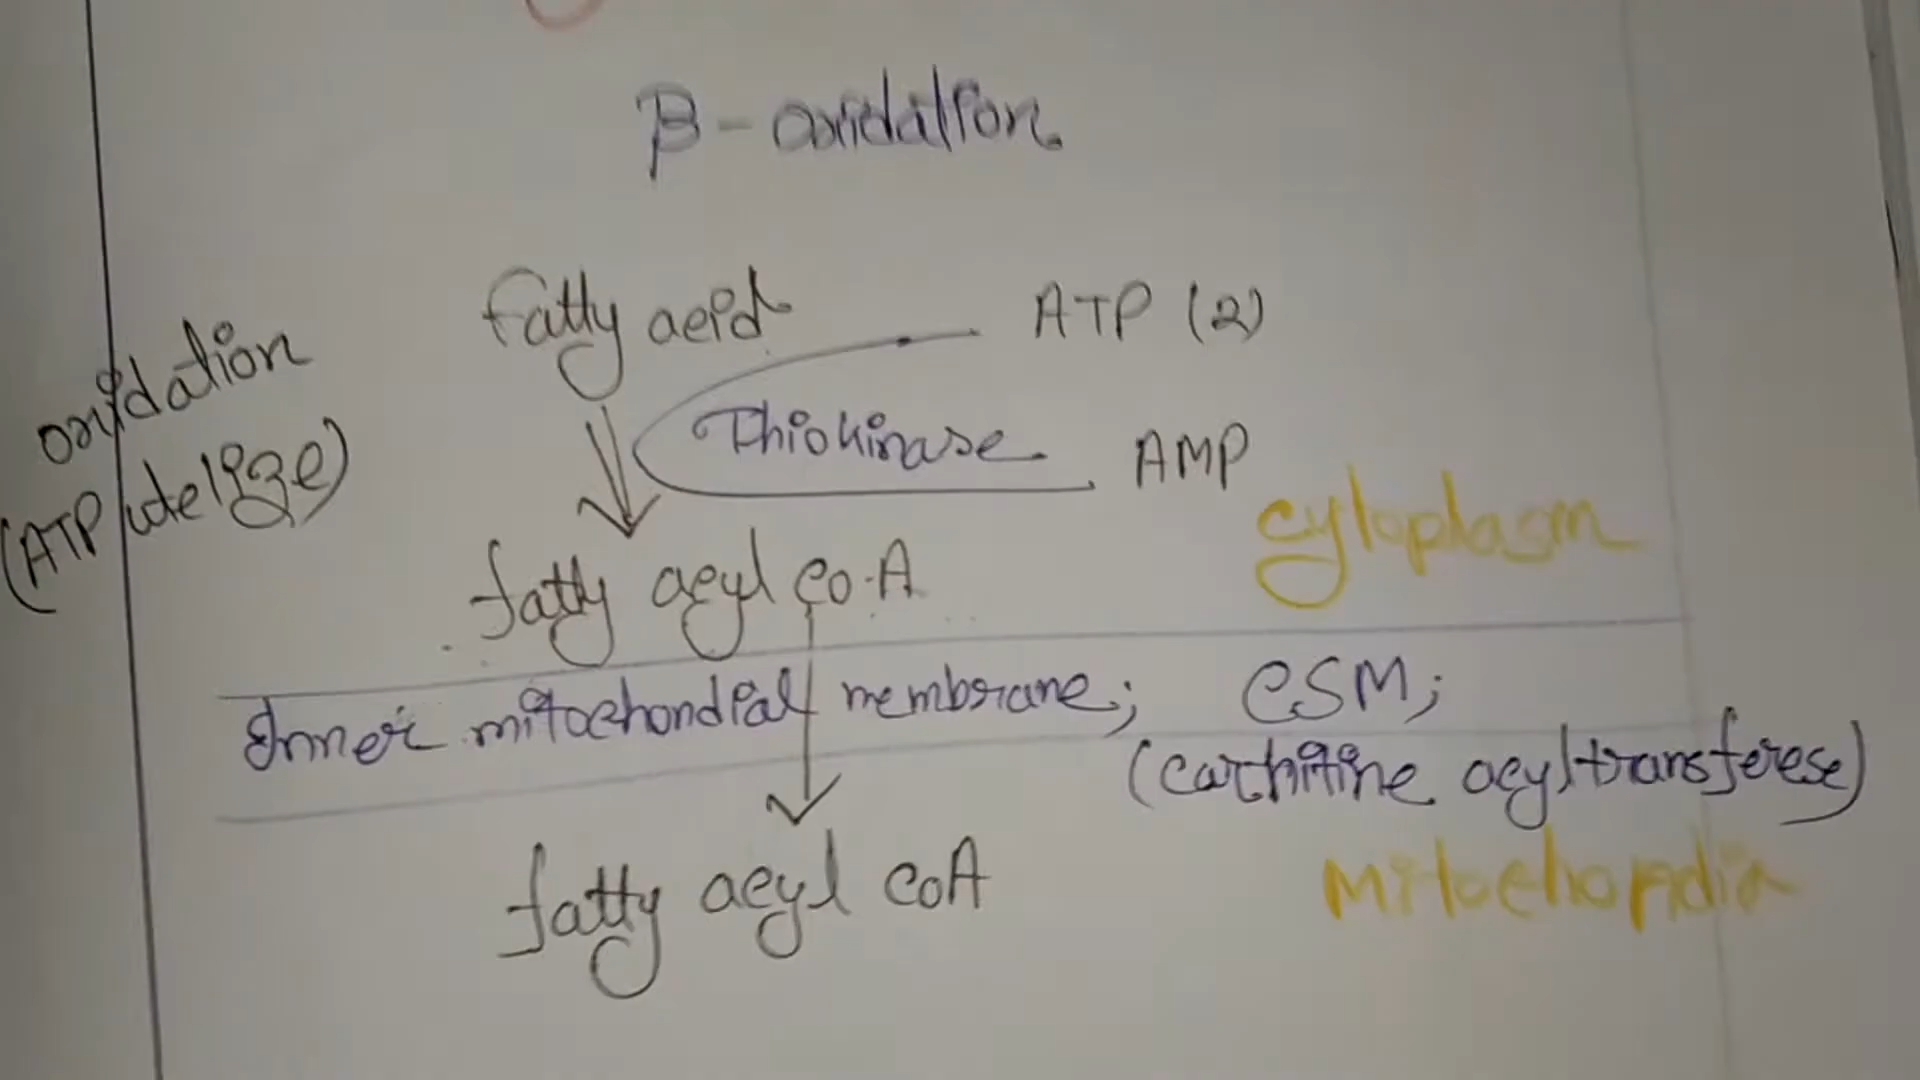 β-oxidation
Fatty acid
ATP (2)
oxidation
(ATP utelize)
Thiokinase
AMP
cytoplasm
fatty acyl co.A
Inner mitochondial membrane; CSM;
(carhitine acyltransferese)
Mitochondia
fatty acyl coA